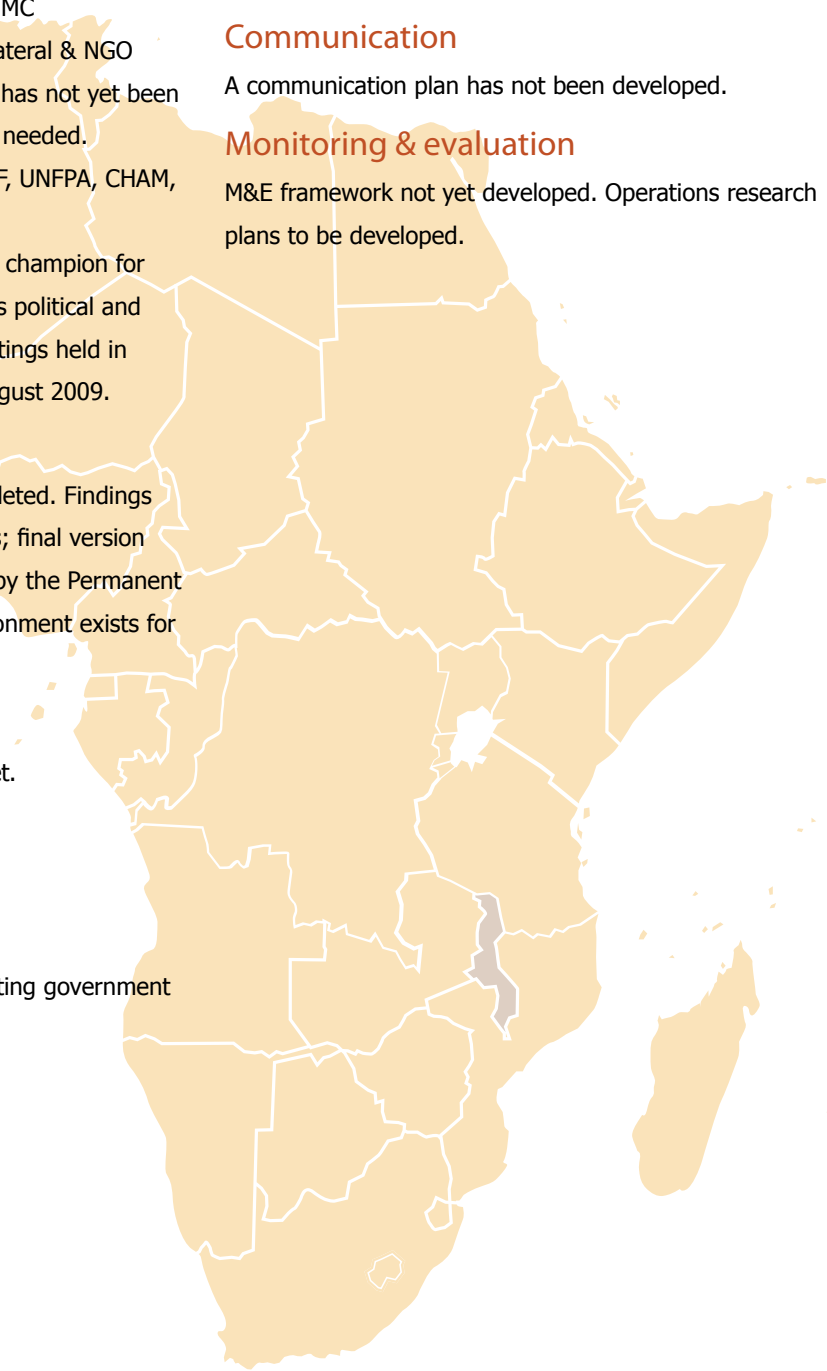 MC
ateral & NGO
has not yet been
needed.
F, UNFPA, CHAM,
champion for
s political and
tings held in
gust 2009.
leted. Findings
s; final version
by the Permanent
onment exists for
et.
ting government
Communication
A communication plan has not been developed.
Monitoring & evaluation
M&E framework not yet developed. Operations research
plans to be developed.